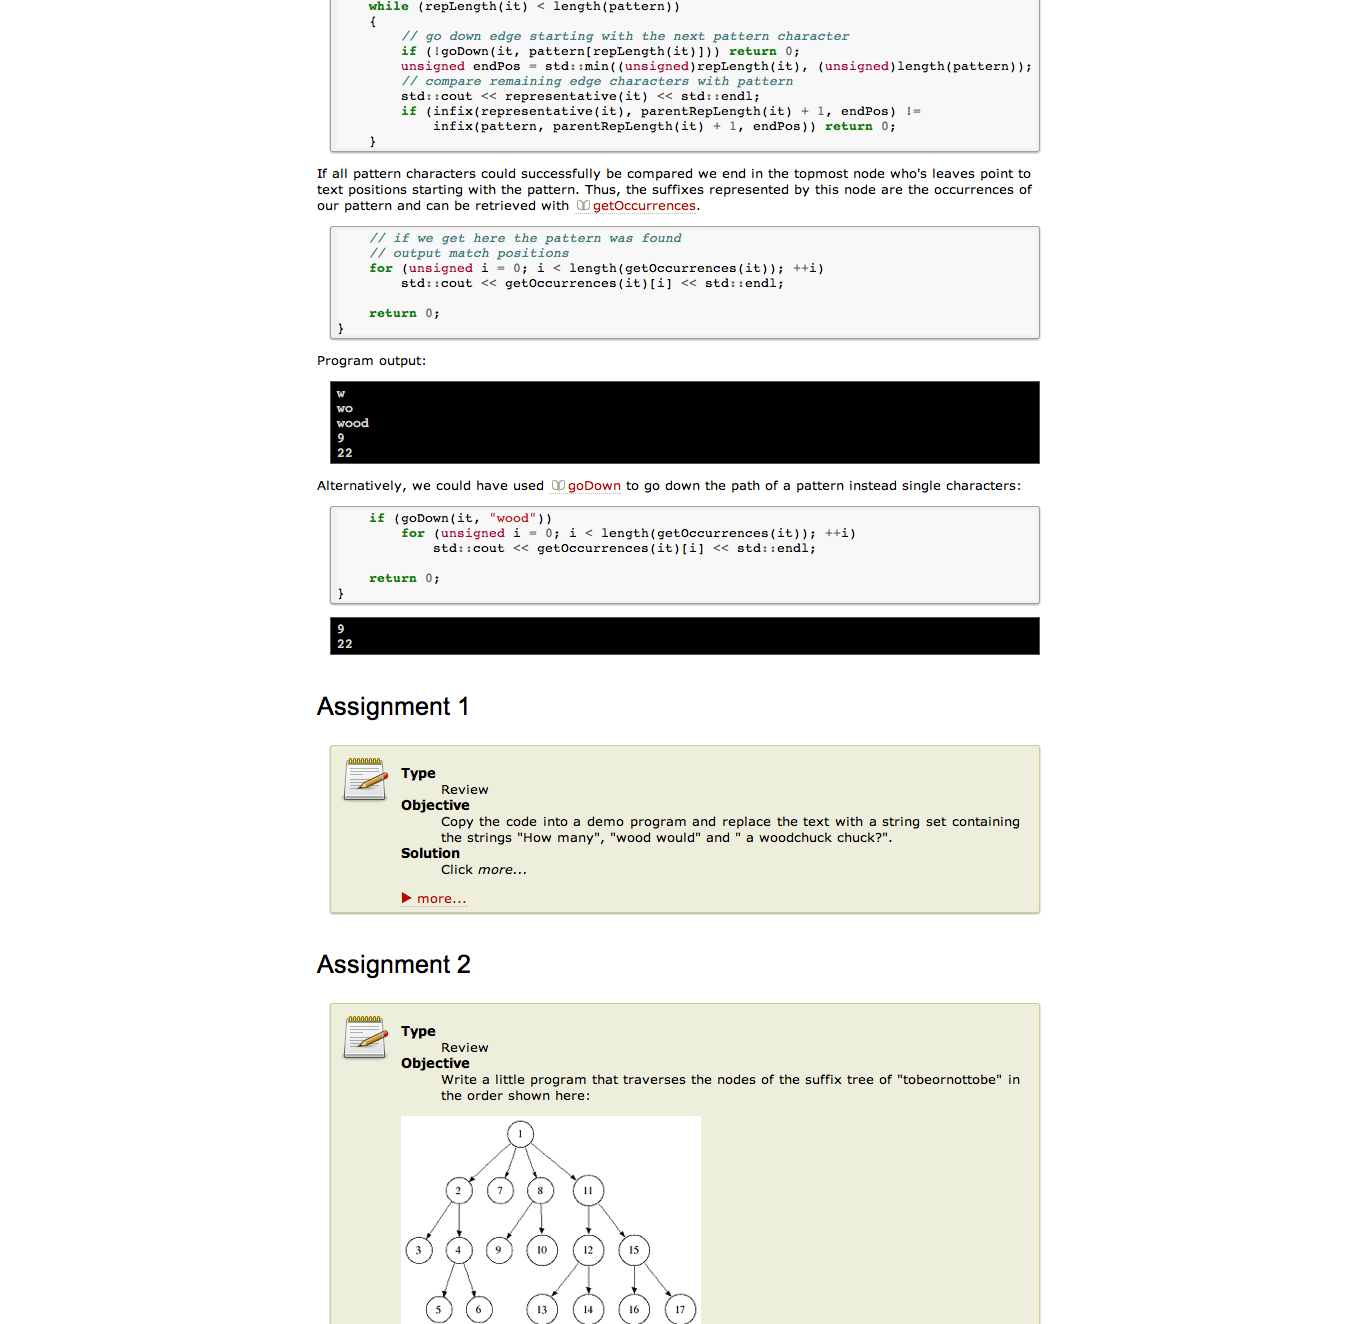 while (repLength(it) < length(pattern))
{
// go down edge starting with the next pattern character
if (!goDown(it, pattern[repLength(it)])) return 0;
unsigned endPos = std::min((unsigned)repLength(it), (unsigned)length(pattern));
// compare remaining edge characters with pattern
std::cout << representative(it) << std::endl;
if (infix(representative(it), parentRepLength(it) + 1, endPos) !=
infix(pattern, parentRepLength(it) + 1, endPos)) return 0;
}
If all pattern characters could successfully be compared we end in the topmost node who's leaves point to
text positions starting with the pattern. Thus, the suffixes represented by this node are the occurrences of
our pattern and can be retrieved with getOccurrences.
// if we get here the pattern was found
// output match positions
for (unsigned i = 0; i < length(getOccurrences(it)); ++i)
std::cout << getOccurrences(it)[i] << std::endl;
return 0;
}
Program output:
w
wo
wood
9
22
Alternatively, we could have used goDown to go down the path of a pattern instead single characters:
if (goDown(it, "wood"))
for (unsigned i = 0; i < length(getOccurrences(it)); ++i)
std::cout << getOccurrences(it)[i] << std::endl;
return 0;
}
9
22
Assignment 1
Type
Review
Objective
Copy the code into a demo program and replace the text with a string set containing
the strings "How many", "wood would" and " a woodchuck chuck?".
Solution
Click more...
more...
Assignment 2
Type
Review
Objective
Write a little program that traverses the nodes of the suffix tree of "tobeornottobe" in
the order shown here:
1
2 7 8 11
3 4 9 10 12 15
5 6 13 14 16 17